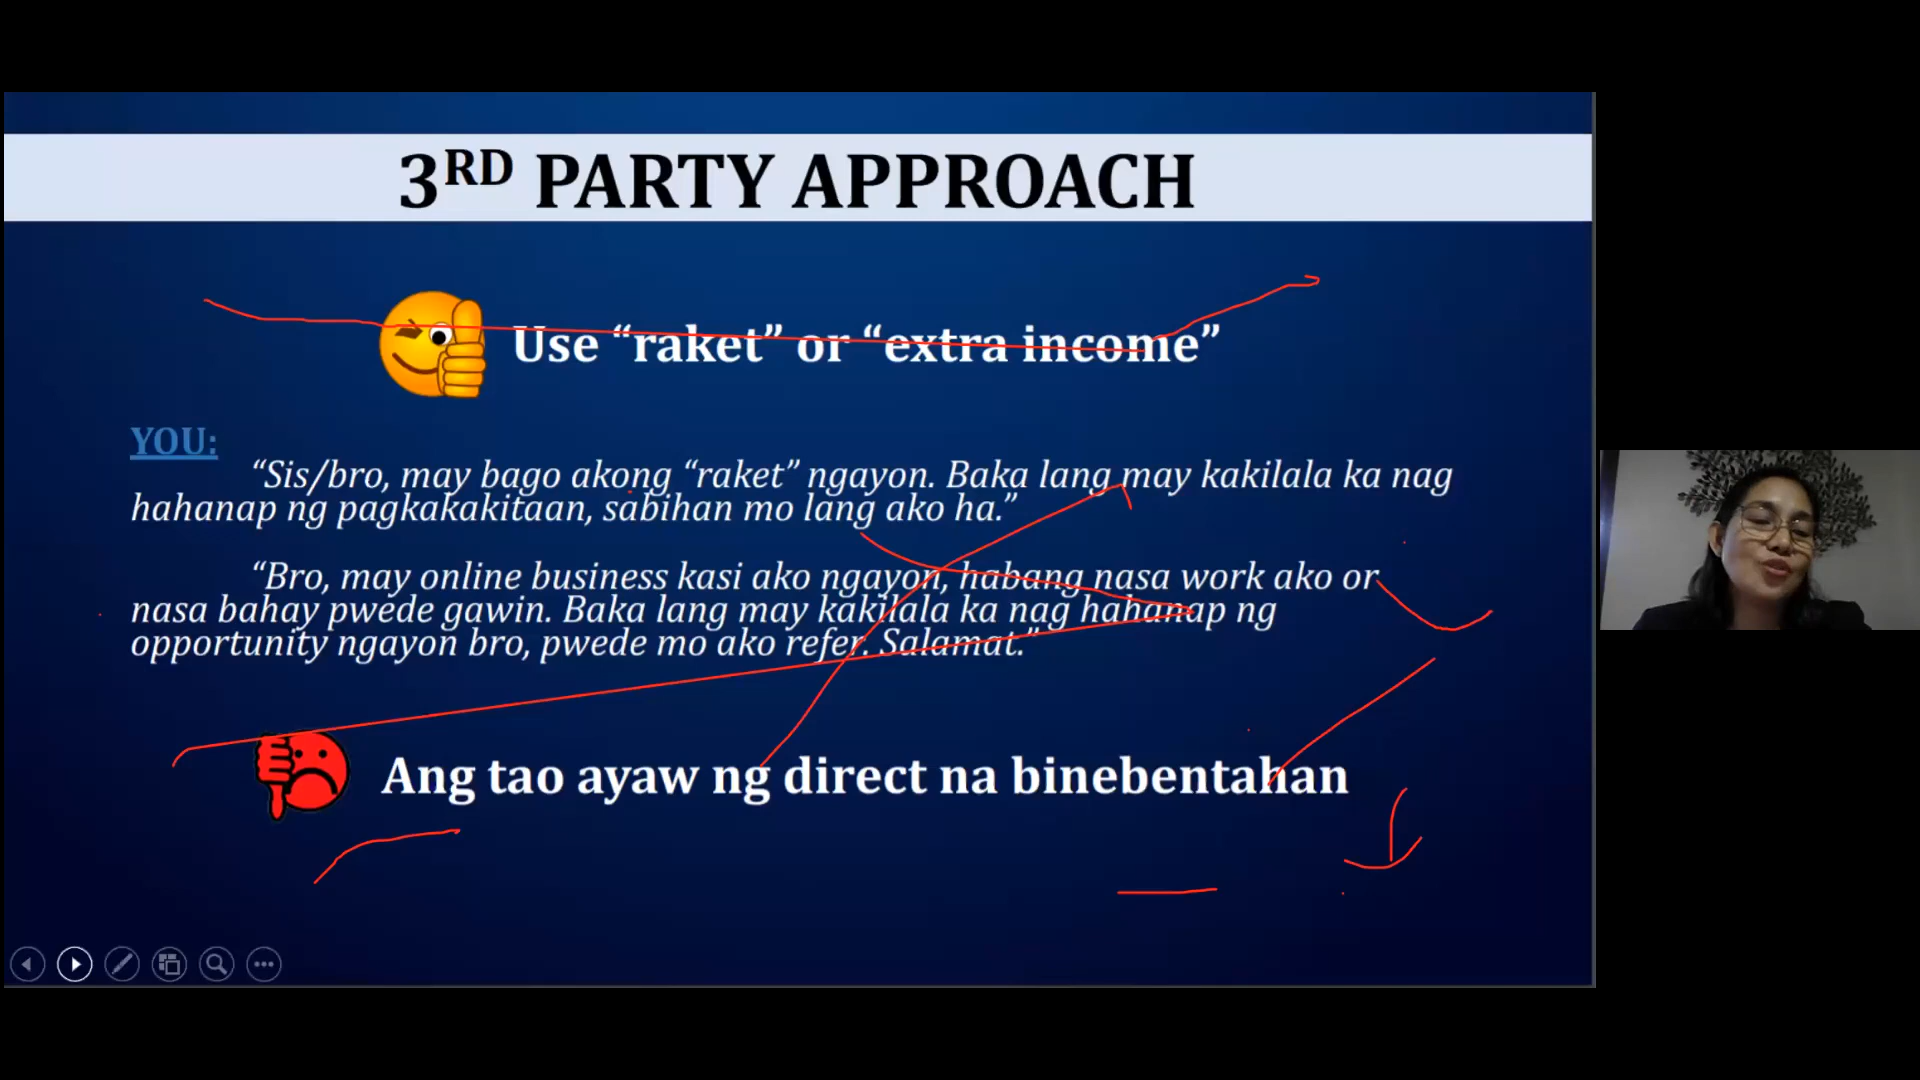 3RD PARTY APPROACH
Use “raket” or “extra income”
YOU:
“Sis/bro, may bago akong “raket” ngayon. Baka lang may kakilala ka nag
hahanap ng pagkakakitaan, sabihan mo lang ako ha.”
“Bro, may online business kasi ako ngayon, habang nasa work ako or
nasa bahay pwede gawin. Baka lang may kakilala ka nag hahanap ng
opportunity ngayon bro, pwede mo ako refer. Salamat.”
Ang tao ayaw ng direct na binebentahan